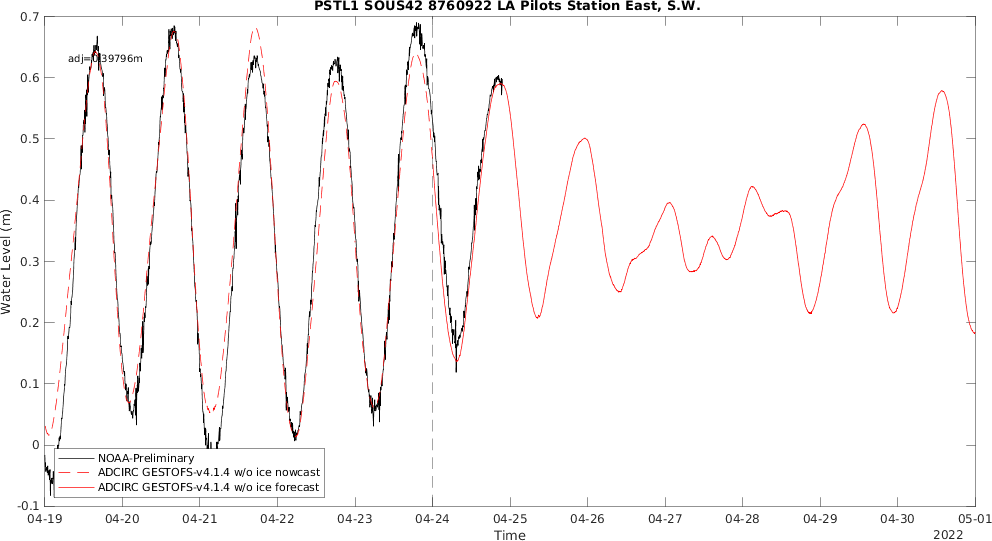 PSTL1 SOUS42 8760922 LA Pilots Station East, S.W.
0.7
0.6
0.5
0.4
0.3
0.2
0.1
0
-0.1
Water Level (m)
adj=0.39796m
NOAA-Preliminary
ADCIRC GESTOFS-v4.1.4 w/o ice nowcast
ADCIRC GESTOFS-v4.1.4 w/o ice forecast
04-19 04-20 04-21 04-22 04-23 04-24 04-25 04-26 04-27 04-28 04-29 04-30 05-01
Time
2022